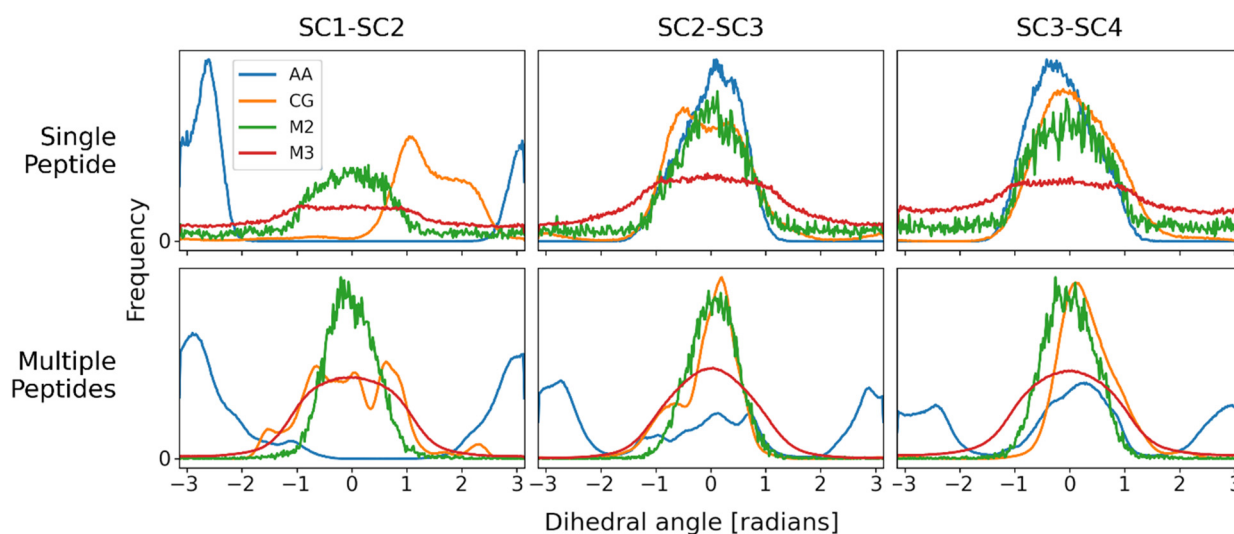 SC1-SC2 SC2-SC3 SC3-SC4
AA
CG
M2
M3
Single
Peptide
0
Frequency
Multiple
Peptides
0
−3 −2 −1 0 1 2 3 −3 −2 −1 0 1 2 3 −3 −2 −1 0 1 2 3
Dihedral angle [radians]